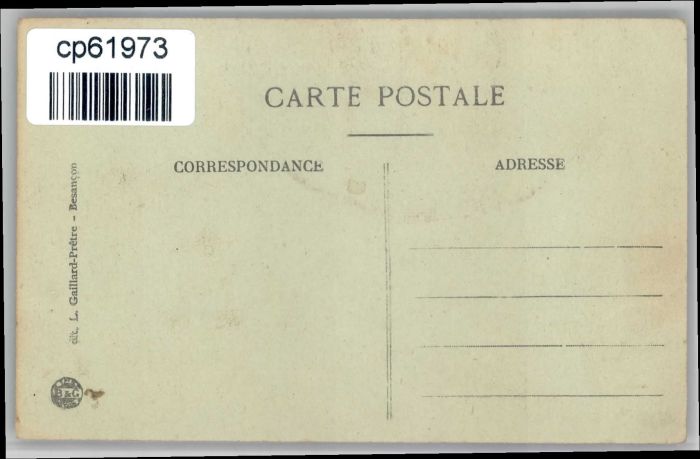 cp61973
CARTE POSTALE
CORRESPONDANCE
ADRESSE
édit. L. Gaillard-Prêtre - Besançon
B & G